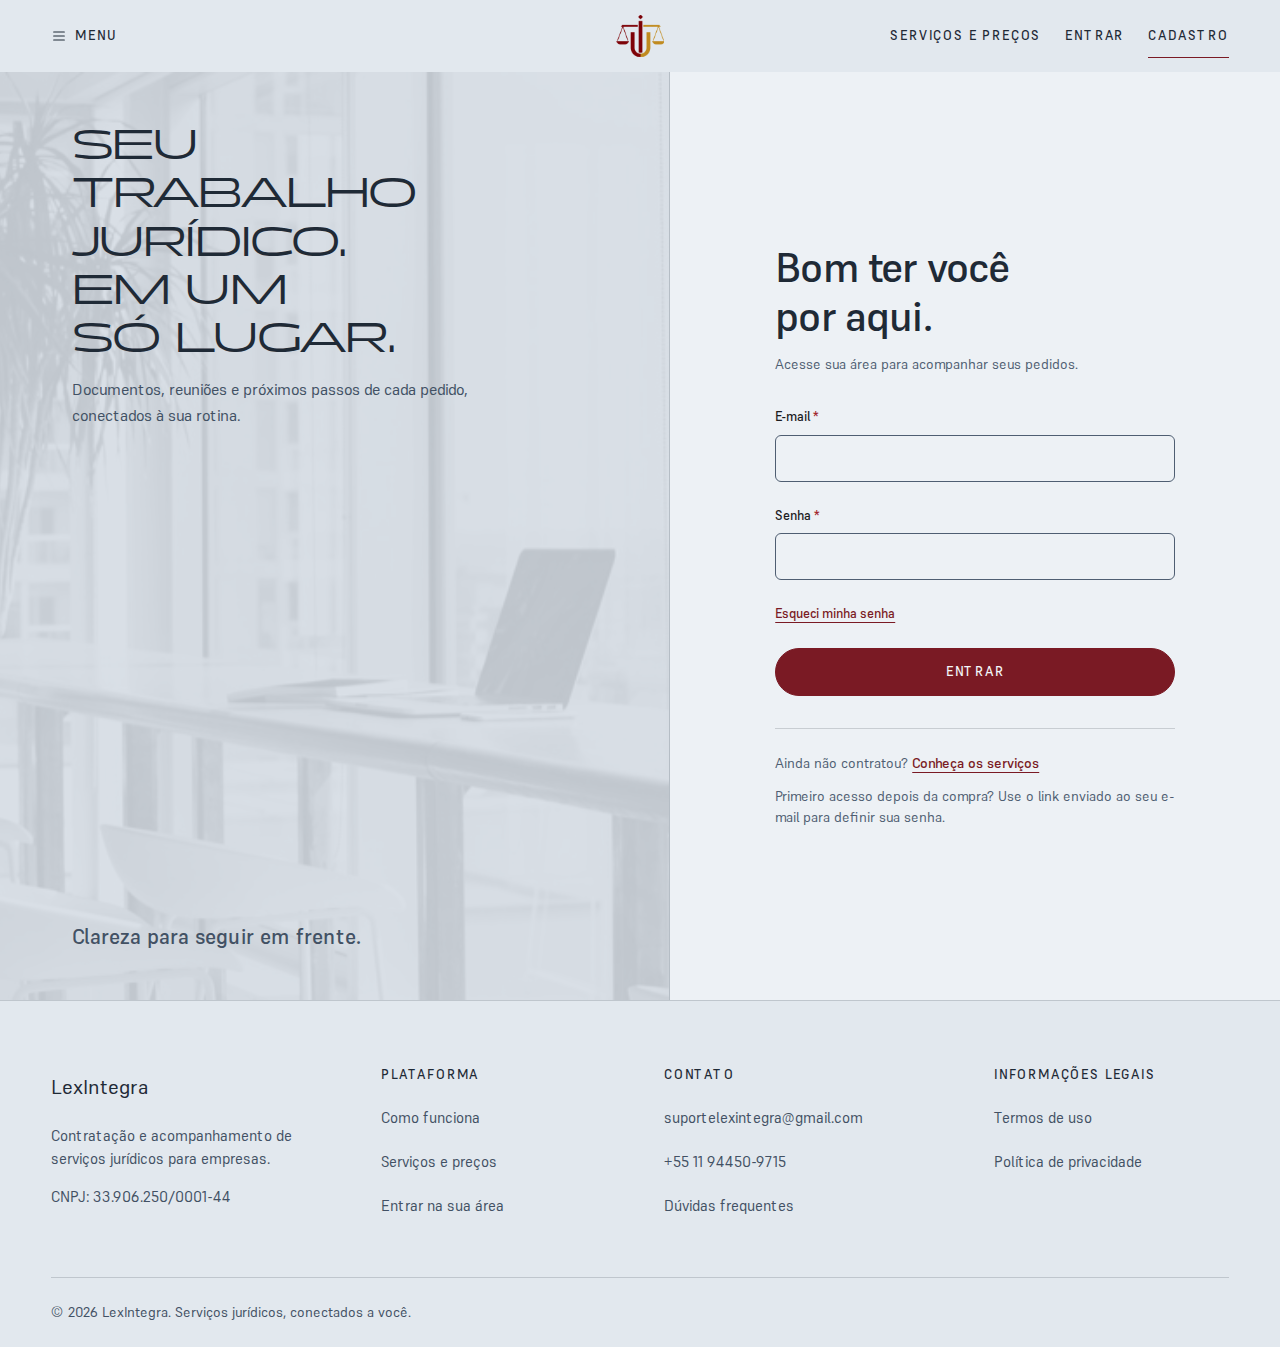 MENU
SERVIÇOS E PREÇOS
ENTRAR
CADASTRO
SEU
TRABALHO
JURÍDICO.
EM UM
SÓ LUGAR.
Documentos, reuniões e próximos passos de cada pedido,
conectados à sua rotina.
Clareza para seguir em frente.
Bom ter você
por aqui.
Acesse sua área para acompanhar seus pedidos.
E-mail *
Senha *
Esqueci minha senha
ENTRAR
Ainda não contratou? Conheça os serviços
Primeiro acesso depois da compra? Use o link enviado ao seu e-
mail para definir sua senha.
LexIntegra
Contratação e acompanhamento de
serviços jurídicos para empresas.
CNPJ: 33.906.250/0001-44
PLATAFORMA
Como funciona
Serviços e preços
Entrar na sua área
CONTATO
suportelexintegra@gmail.com
+55 11 94450-9715
Dúvidas frequentes
INFORMAÇÕES LEGAIS
Termos de uso
Política de privacidade
© 2026 LexIntegra. Serviços jurídicos, conectados a você.